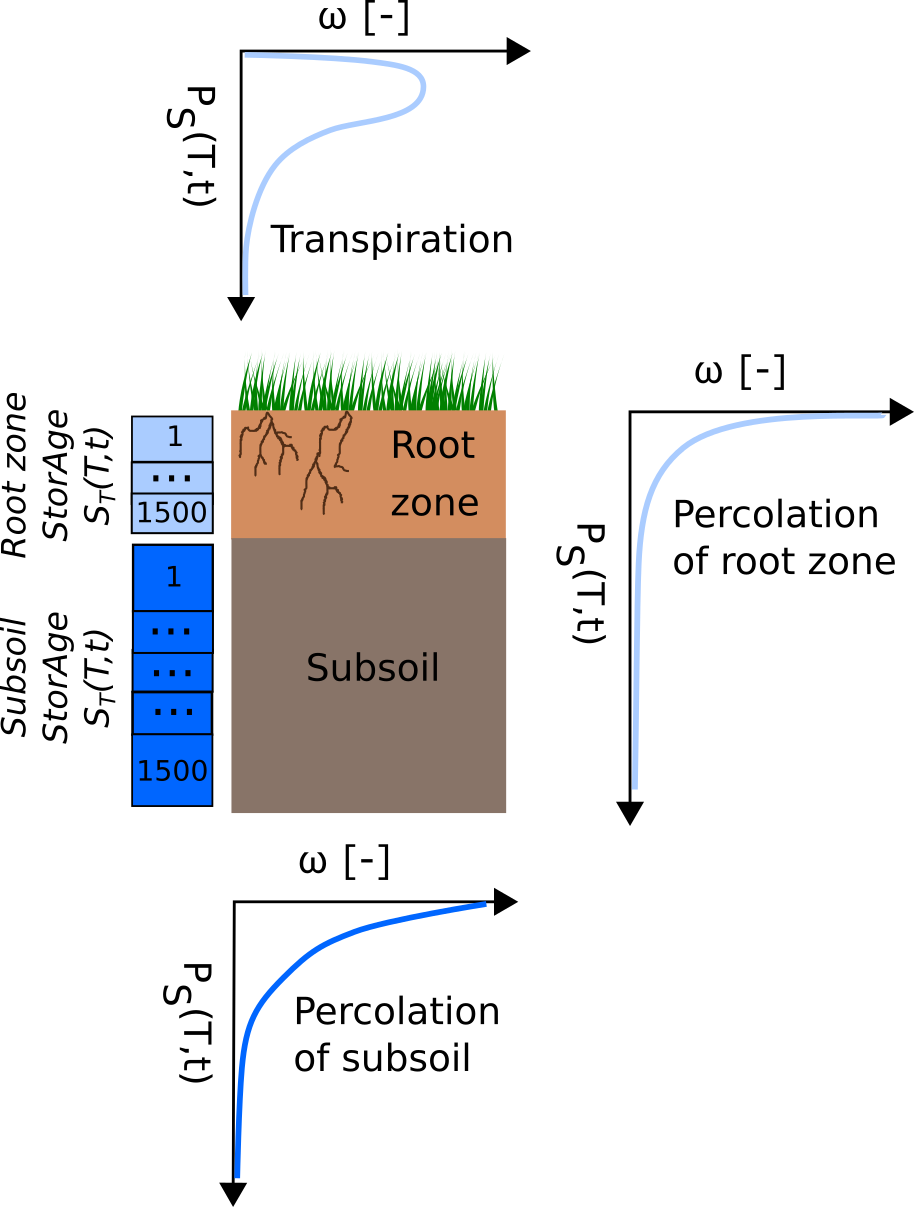 ω [-]
P_S(T,t)
Transpiration
Root zone
StorAge
S_T(T,t)
1
...
1500
Root
zone
ω [-]
P_S(T,t)
Percolation
of root zone
Subsoil
StorAge
S_T(T,t)
1
...
...
...
1500
Subsoil
ω [-]
P_S(T,t)
Percolation
of subsoil